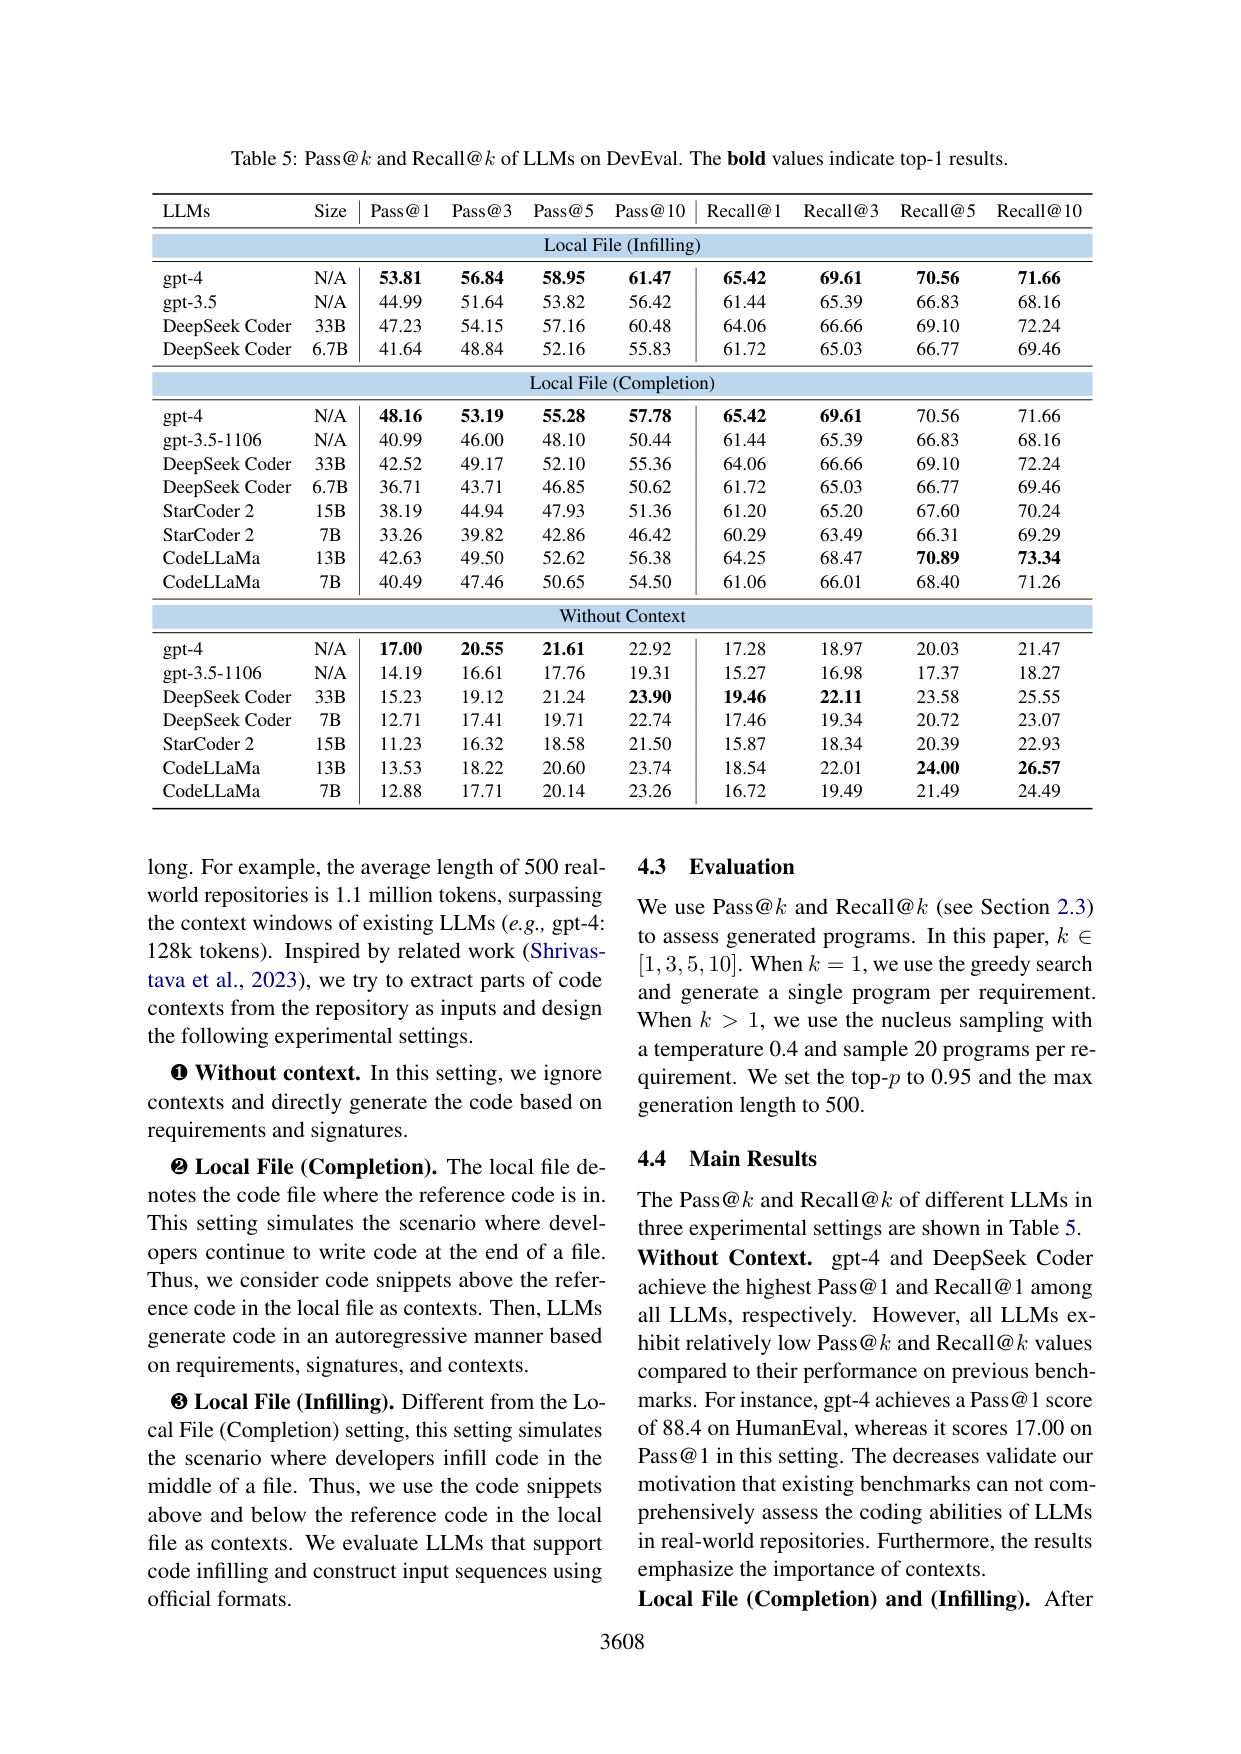 Table 5: Pass@k and Recall@k of LLMs on DevEval. The bold values indicate top-1 results.
LLMs Size Pass@1 Pass@3 Pass@5 Pass@10 Recall@1 Recall@3 Recall@5 Recall@10
Local File (Infilling)
gpt-4 N/A 53.81 56.84 58.95 61.47 65.42 69.61 70.56 71.66
gpt-3.5 N/A 44.99 51.64 53.82 56.42 61.44 65.39 66.83 68.16
DeepSeek Coder 33B 47.23 54.15 57.16 60.48 64.06 66.66 69.10 72.24
DeepSeek Coder 6.7B 41.64 48.84 52.16 55.83 61.72 65.03 66.77 69.46
Local File (Completion)
gpt-4 N/A 48.16 53.19 55.28 57.78 65.42 69.61 70.56 71.66
gpt-3.5-1106 N/A 40.99 46.00 48.10 50.44 61.44 65.39 66.83 68.16
DeepSeek Coder 33B 42.52 49.17 52.10 55.36 64.06 66.66 69.10 72.24
DeepSeek Coder 6.7B 36.71 43.71 46.85 50.62 61.72 65.03 66.77 69.46
StarCoder 2 15B 38.19 44.94 47.93 51.36 61.20 65.20 67.60 70.24
StarCoder 2 7B 33.26 39.82 42.86 46.42 60.29 63.49 66.31 69.29
CodeLLaMa 13B 42.63 49.50 52.62 56.38 64.25 68.47 70.89 73.34
CodeLLaMa 7B 40.49 47.46 50.65 54.50 61.06 66.01 68.40 71.26
Without Context
gpt-4 N/A 17.00 20.55 21.61 22.92 17.28 18.97 20.03 21.47
gpt-3.5-1106 N/A 14.19 16.61 17.76 19.31 15.27 16.98 17.37 18.27
DeepSeek Coder 33B 15.23 19.12 21.24 23.90 19.46 22.11 23.58 25.55
DeepSeek Coder 7B 12.71 17.41 19.71 22.74 17.46 19.34 20.72 23.07
StarCoder 2 15B 11.23 16.32 18.58 21.50 15.87 18.34 20.39 22.93
CodeLLaMa 13B 13.53 18.22 20.60 23.74 18.54 22.01 24.00 26.57
CodeLLaMa 7B 12.88 17.71 20.14 23.26 16.72 19.49 21.49 24.49
long. For example, the average length of 500 real-
world repositories is 1.1 million tokens, surpassing
the context windows of existing LLMs (e.g., gpt-4:
128k tokens). Inspired by related work (Shrivas-
tava et al., 2023), we try to extract parts of code
contexts from the repository as inputs and design
the following experimental settings.
❶ Without context. In this setting, we ignore
contexts and directly generate the code based on
requirements and signatures.
❷ Local File (Completion). The local file de-
notes the code file where the reference code is in.
This setting simulates the scenario where devel-
opers continue to write code at the end of a file.
Thus, we consider code snippets above the refer-
ence code in the local file as contexts. Then, LLMs
generate code in an autoregressive manner based
on requirements, signatures, and contexts.
❸ Local File (Infilling). Different from the Lo-
cal File (Completion) setting, this setting simulates
the scenario where developers infill code in the
middle of a file. Thus, we use the code snippets
above and below the reference code in the local
file as contexts. We evaluate LLMs that support
code infilling and construct input sequences using
official formats.
4.3 Evaluation
We use Pass@k and Recall@k (see Section 2.3)
to assess generated programs. In this paper, k ∈
[1, 3, 5, 10]. When k = 1, we use the greedy search
and generate a single program per requirement.
When k > 1, we use the nucleus sampling with
a temperature 0.4 and sample 20 programs per re-
quirement. We set the top-p to 0.95 and the max
generation length to 500.
4.4 Main Results
The Pass@k and Recall@k of different LLMs in
three experimental settings are shown in Table 5.
Without Context. gpt-4 and DeepSeek Coder
achieve the highest Pass@1 and Recall@1 among
all LLMs, respectively. However, all LLMs ex-
hibit relatively low Pass@k and Recall@k values
compared to their performance on previous bench-
marks. For instance, gpt-4 achieves a Pass@1 score
of 88.4 on HumanEval, whereas it scores 17.00 on
Pass@1 in this setting. The decreases validate our
motivation that existing benchmarks can not com-
prehensively assess the coding abilities of LLMs
in real-world repositories. Furthermore, the results
emphasize the importance of contexts.
Local File (Completion) and (Infilling). After
3608